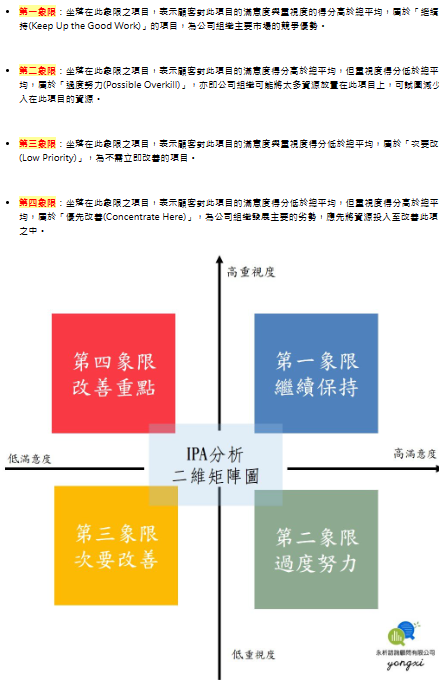 第一象限：坐落在此象限之項目，表示顧客對此項目的滿意度與重視度的得分高於總平均，屬於「繼續
持(Keep Up the Good Work)」的項目，為公司組織主要市場的競爭優勢。
第二象限：坐落在此象限之項目，表示顧客對此項目的滿意度得分高於總平均，但重視度得分低於總平
均，屬於「過度努力(Possible Overkill)」，亦即公司組織可能將太多資源放置在此項目上，可試圖減少
入在此項目的資源。
第三象限：坐落在此象限之項目，表示顧客對此項目的滿意度與重視度得分低於總平均，屬於「次要改
(Low Priority)」，為不需立即改善的項目。
第四象限：坐落在此象限之項目，表示顧客對此項目的滿意度得分低於總平均，但重視度得分高於總平
均，屬於「優先改善(Concentrate Here)」，為公司組織發展主要的劣勢，應先將資源投入至改善此項
之中。
高重視度
第四象限
改善重點
第一象限
繼續保持
低滿意度
IPA分析
二維矩陣圖
高滿意度
第三象限
次要改善
第二象限
過度努力
低重視度
永析諮詢顧問有限公司
yongxi